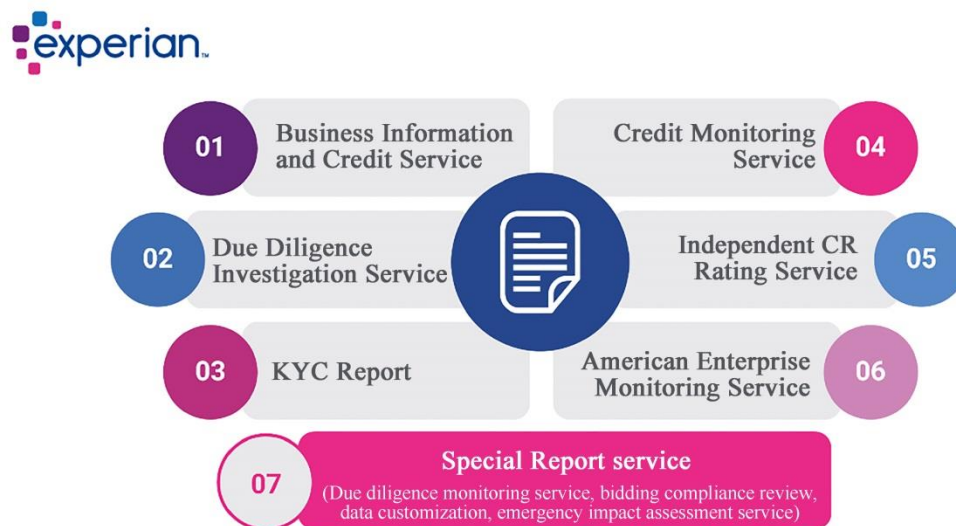 experian™
01
Business Information
and Credit Service
02
Due Diligence
Investigation Service
03
KYC Report
Credit Monitoring
Service
04
Independent CR
Rating Service
05
American Enterprise
Monitoring Service
06
07
Special Report service
(Due diligence monitoring service, bidding compliance review,
data customization, emergency impact assessment service)